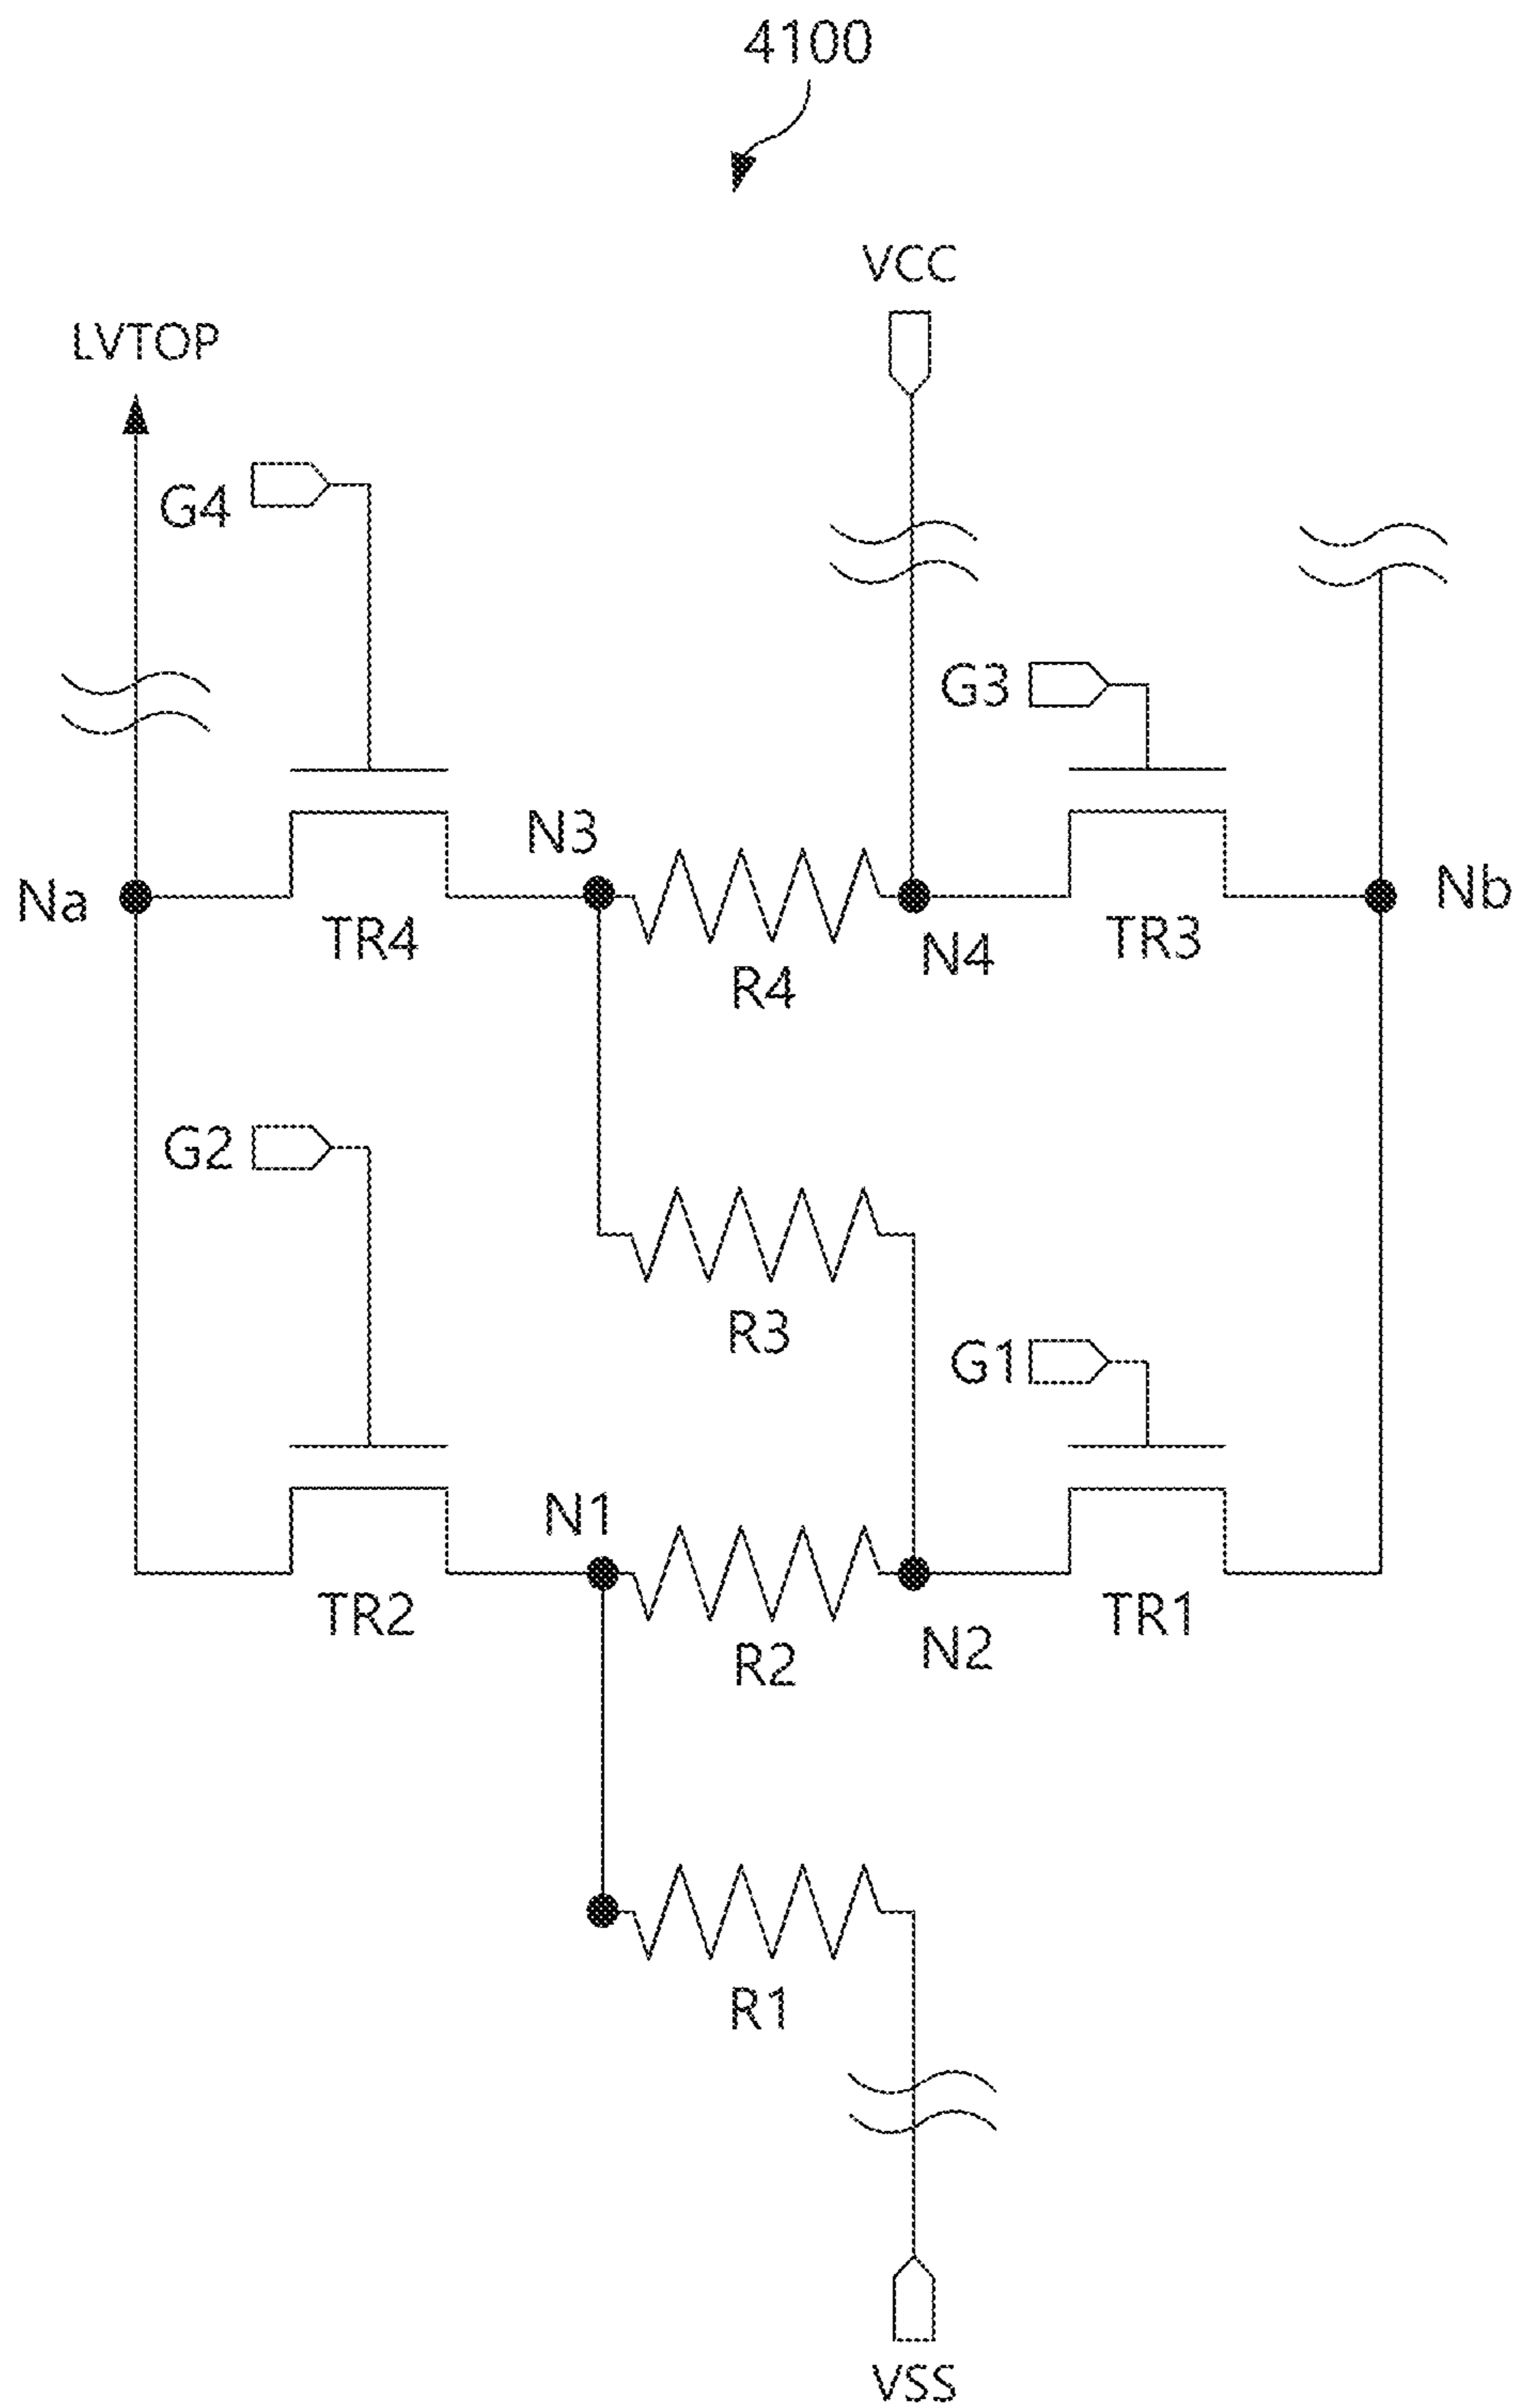 4100
VCC
LVTOP
G4
G3
N3
Na
Nb
TR4
N4
TR3
R4
G2
R3
G1
N1
TR2
TR1
R2
N2
R1
VSS